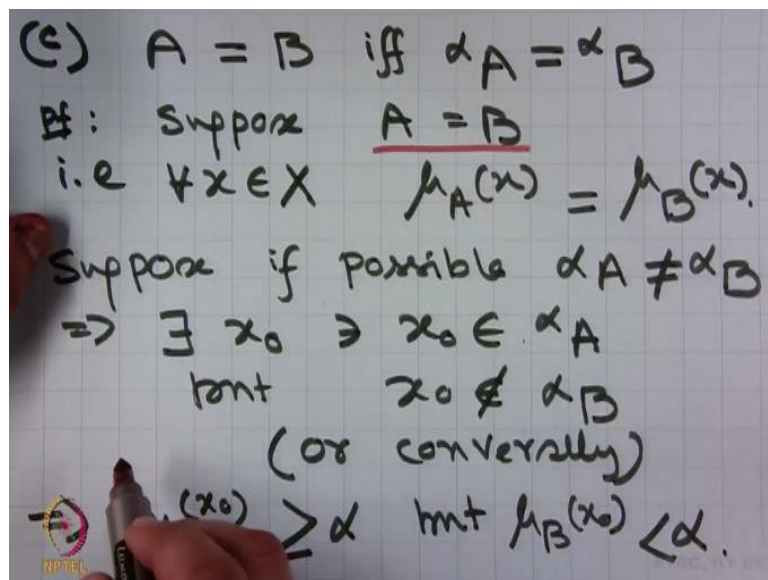 (c) A = B iff αA = αB
Pf: Suppose A = B
i.e ∀ x ∈ X μA(x) = μB(x).
Suppose if possible αA ≠ αB
⇒ ∃ x₀ ∋ x₀ ∈ αA
but x₀ ∉ αB
(or conversally)
⇒ (x₀) > α but μB(x₀) < α.
NPTEL